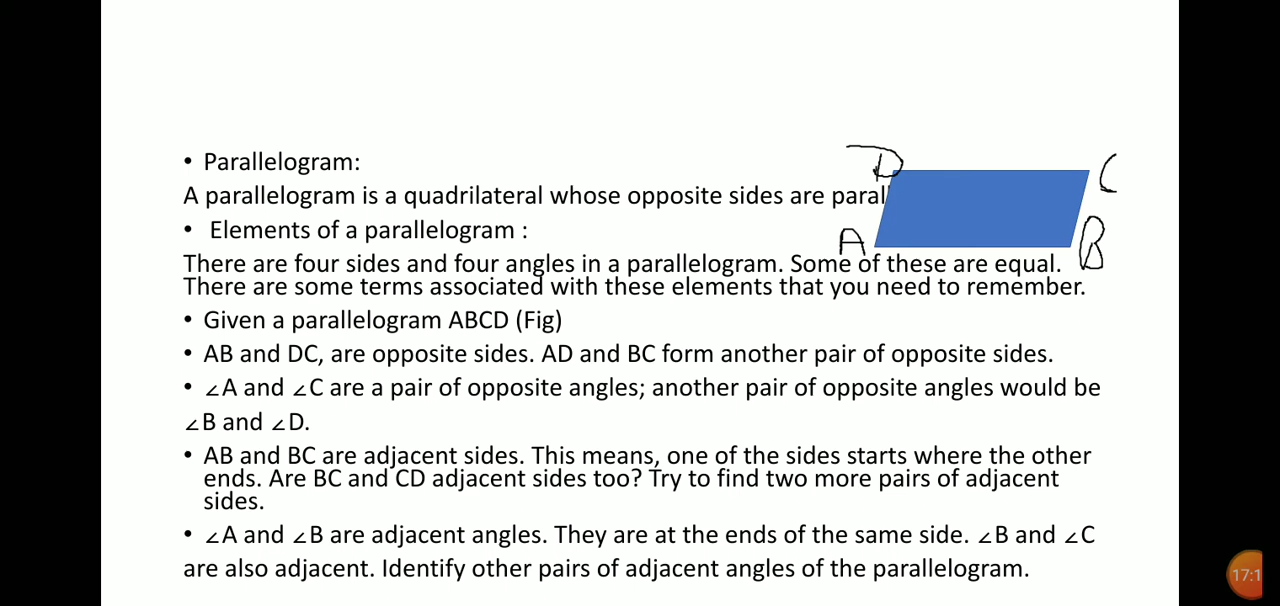 • Parallelogram:
D
C
A parallelogram is a quadrilateral whose opposite sides are paral
• Elements of a parallelogram :
A
B
There are four sides and four angles in a parallelogram. Some of these are equal.
There are some terms associated with these elements that you need to remember.
• Given a parallelogram ABCD (Fig)
• AB and DC, are opposite sides. AD and BC form another pair of opposite sides.
• ∠A and ∠C are a pair of opposite angles; another pair of opposite angles would be
∠B and ∠D.
• AB and BC are adjacent sides. This means, one of the sides starts where the other
ends. Are BC and CD adjacent sides too? Try to find two more pairs of adjacent
sides.
• ∠A and ∠B are adjacent angles. They are at the ends of the same side. ∠B and ∠C
are also adjacent. Identify other pairs of adjacent angles of the parallelogram.
17:1